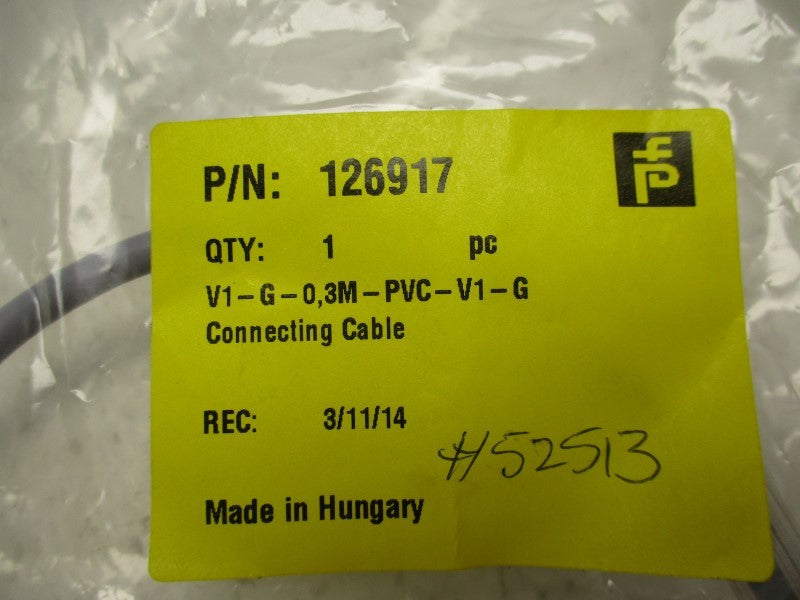 P/N: 126917
QTY: 1 pc
V1-G-0,3M-PVC-V1-G
Connecting Cable
REC: 3/11/14
#52513
Made in Hungary